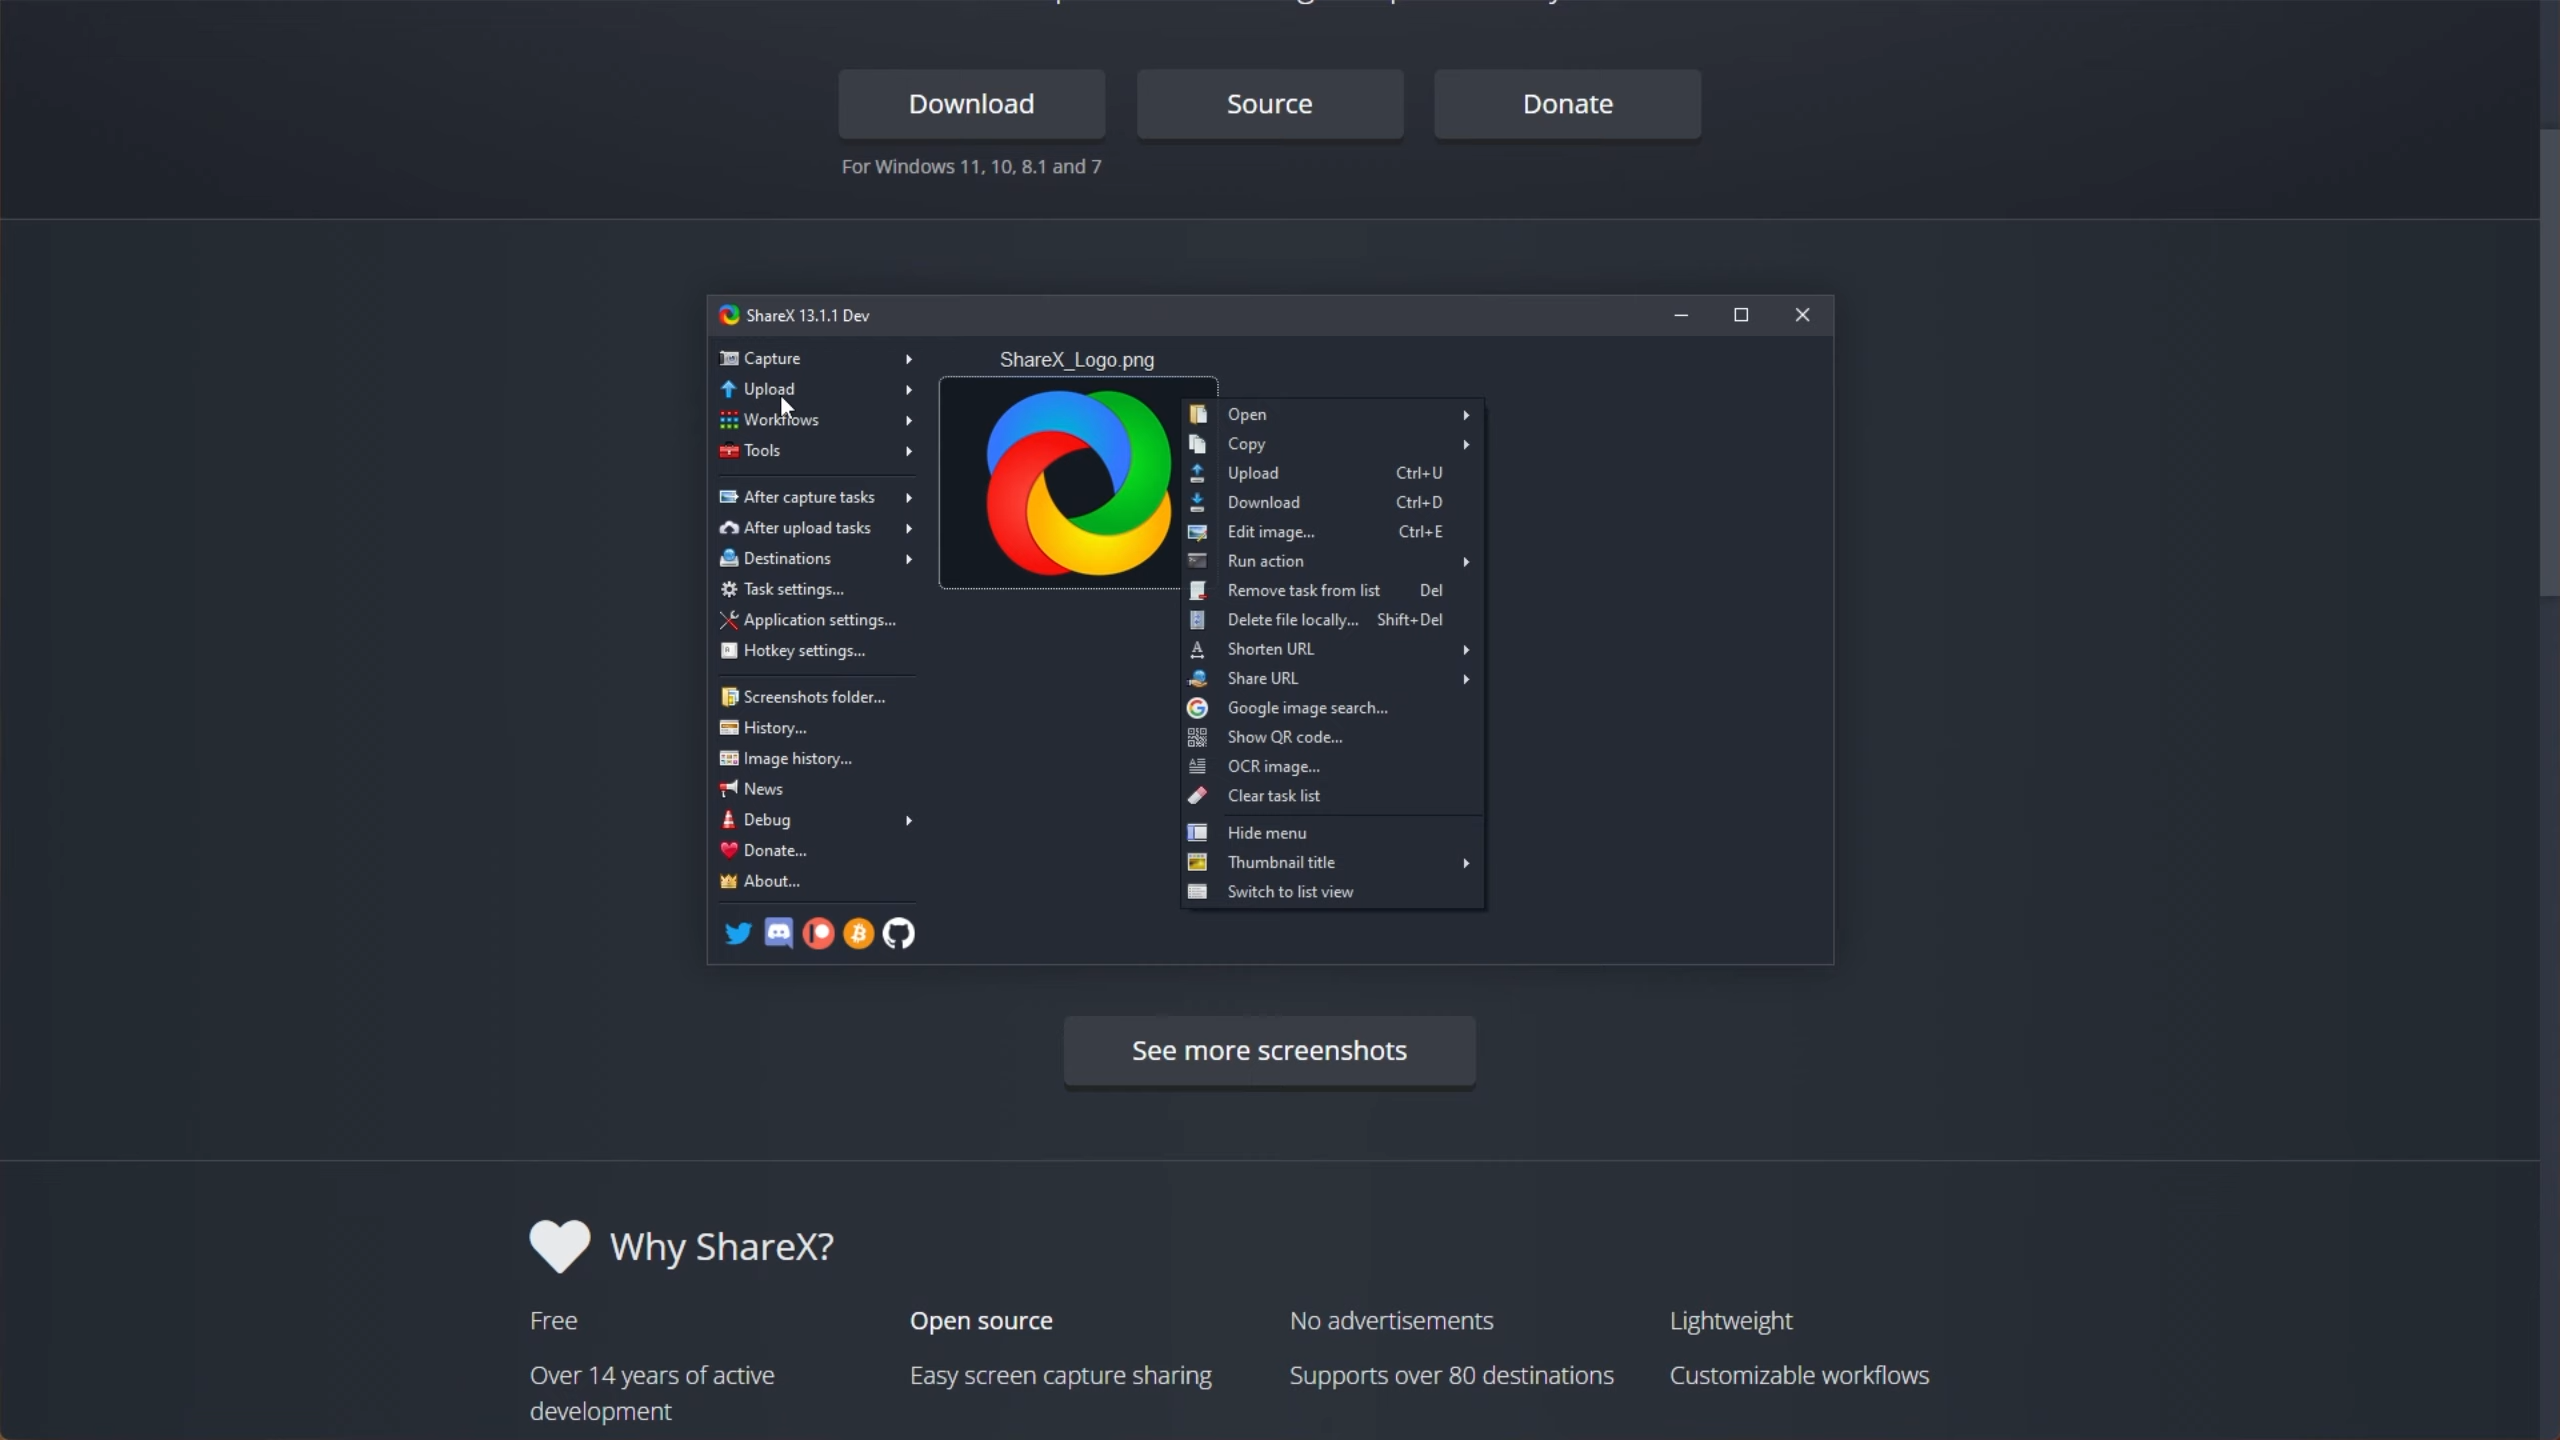 Download
Source
Donate
For Windows 11, 10, 8.1 and 7
ShareX 13.1.1 Dev
Capture
Upload
Workflows
Tools
After capture tasks
After upload tasks
Destinations
Task settings...
Application settings...
Hotkey settings...
Screenshots folder...
History...
Image history...
News
Debug
Donate...
About...
ShareX_Logo.png
Open
Copy
Upload Ctrl+U
Download Ctrl+D
Edit image... Ctrl+E
Run action
Remove task from list Del
Delete file locally... Shift+Del
Shorten URL
Share URL
Google image search...
Show QR code...
OCR image...
Clear task list
Hide menu
Thumbnail title
Switch to list view
See more screenshots
Why ShareX?
Free
Open source
No advertisements
Lightweight
Over 14 years of active
development
Easy screen capture sharing
Supports over 80 destinations
Customizable workflows